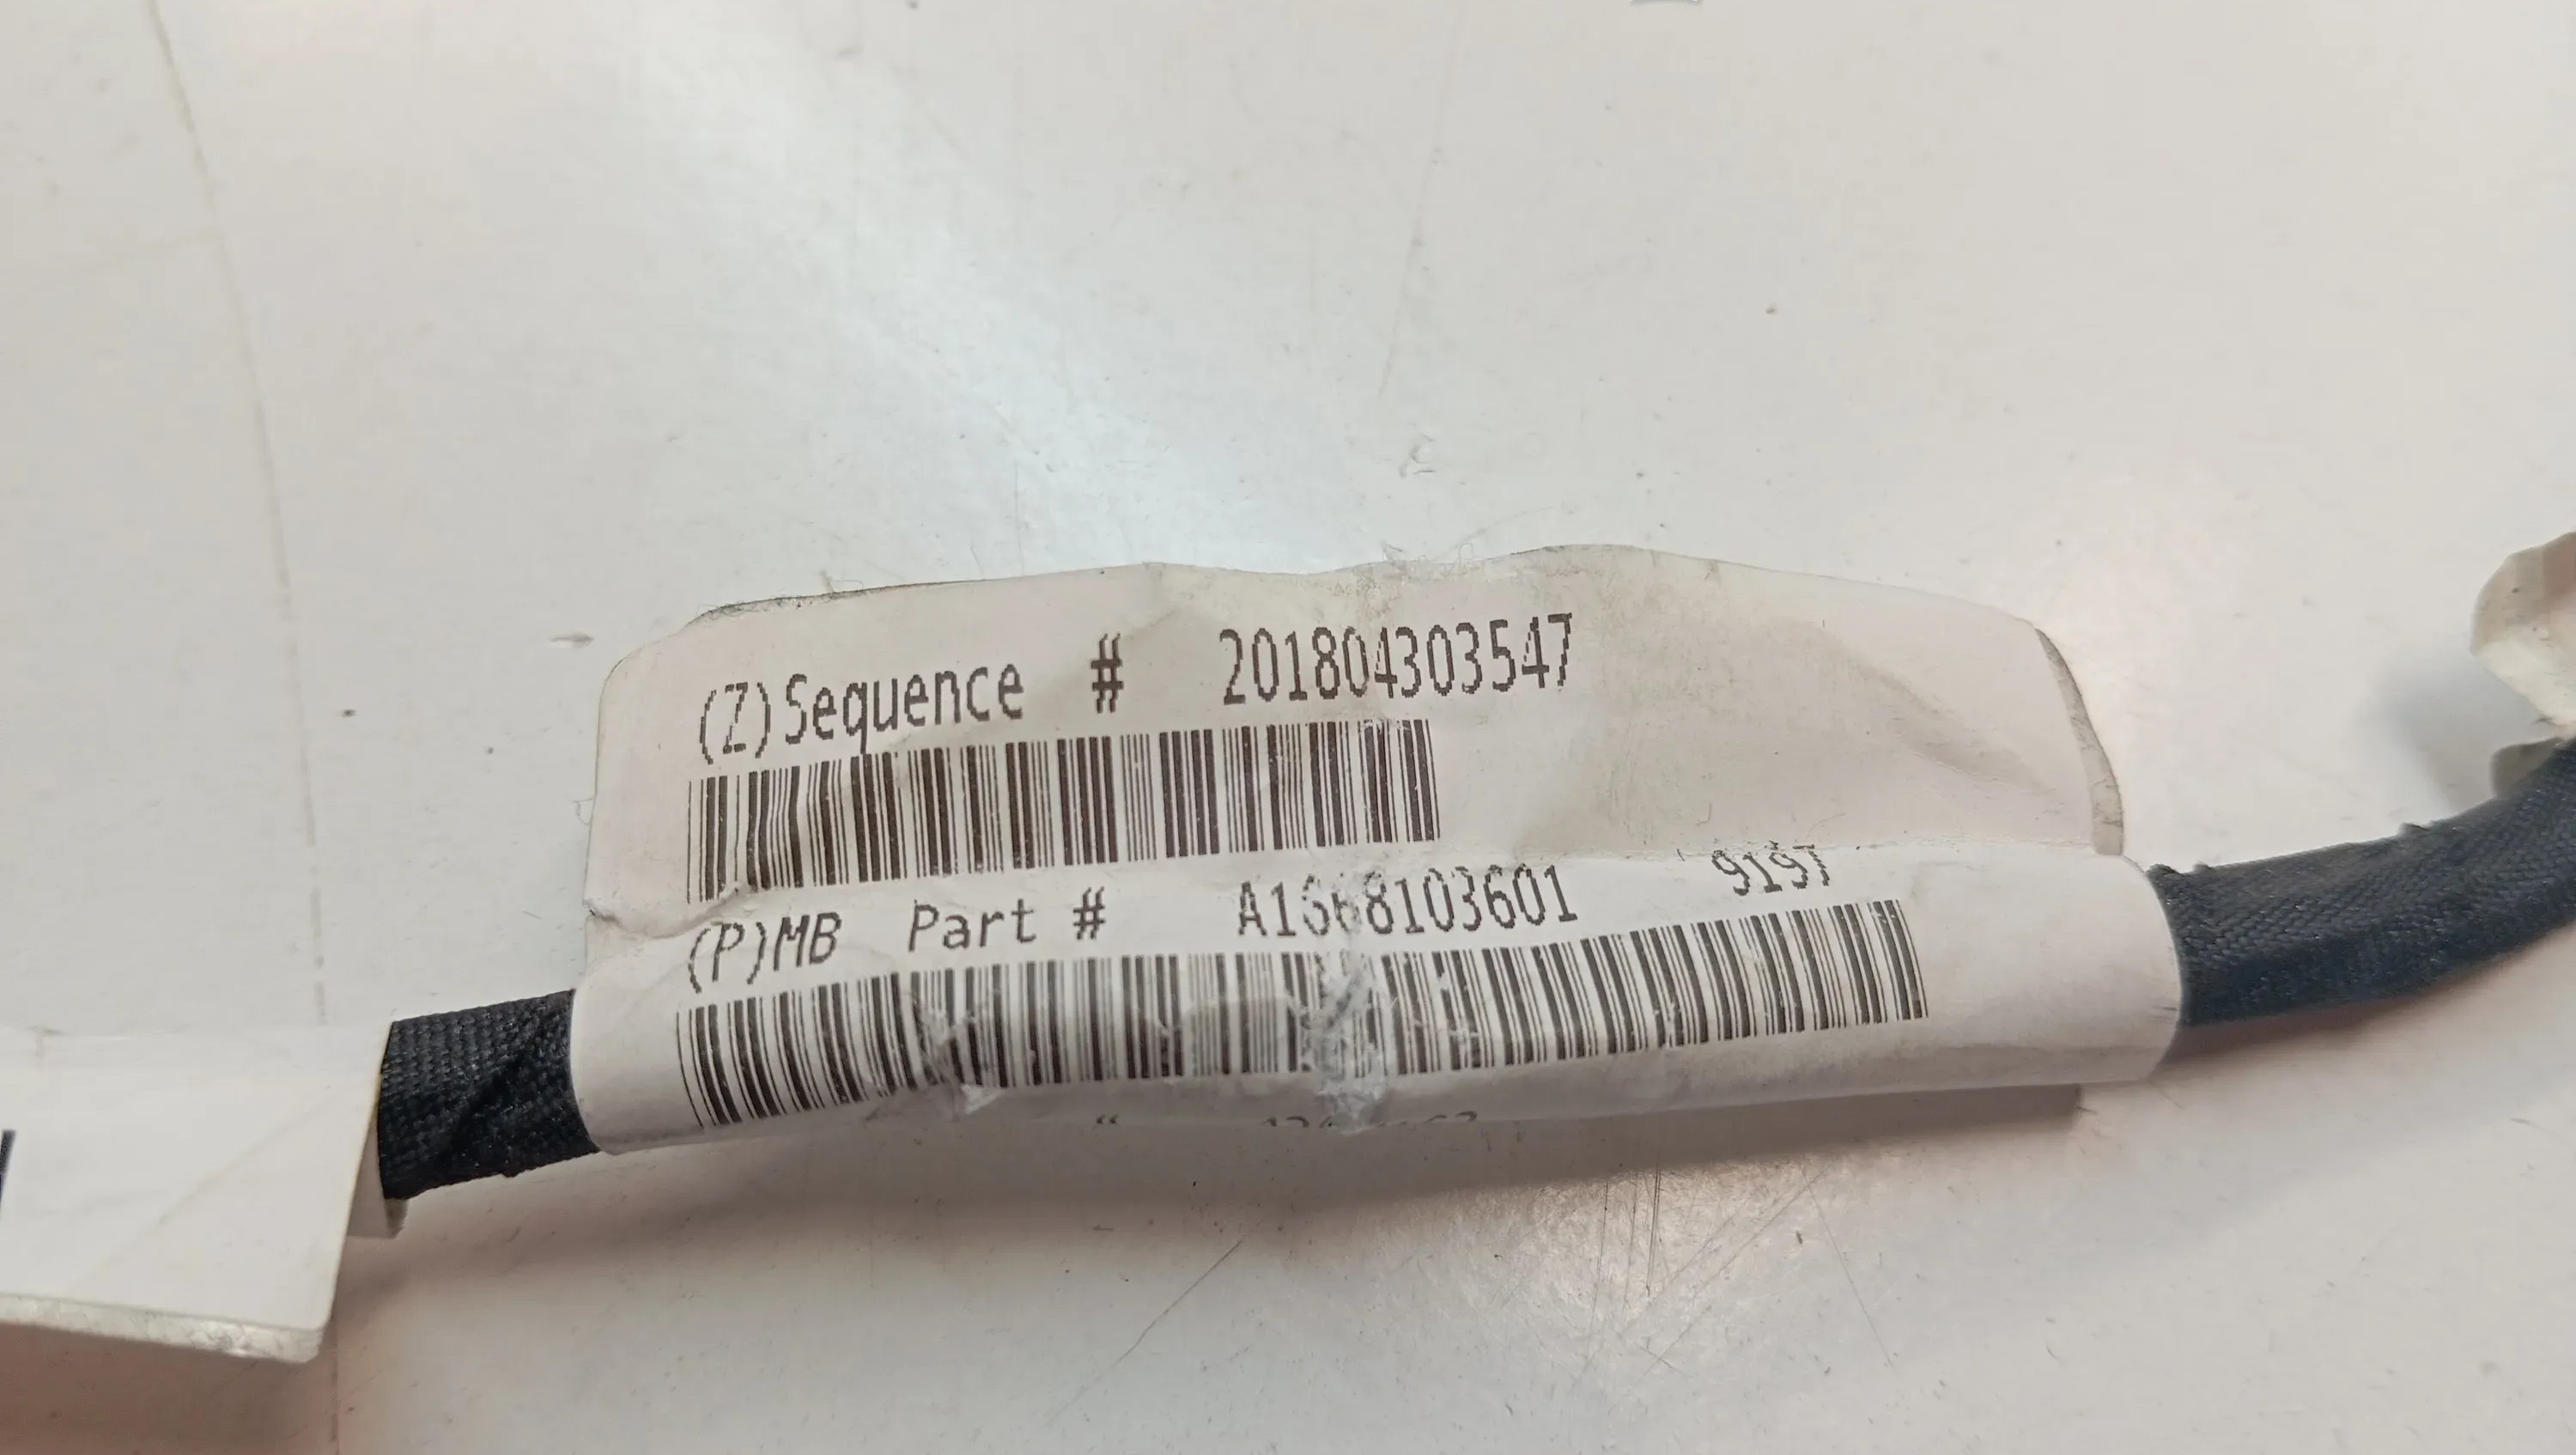 (Z)Sequence # 201804303547
(P)MB Part # A1668103601 9197